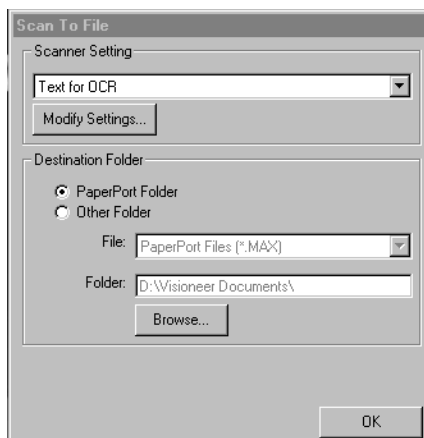 Scan To File
Scanner Setting
Text for OCR
Modify Settings...
Destination Folder
PaperPort Folder
Other Folder
File: PaperPort Files (*.MAX)
Folder: D:\Visioneer Documents\
Browse...
OK